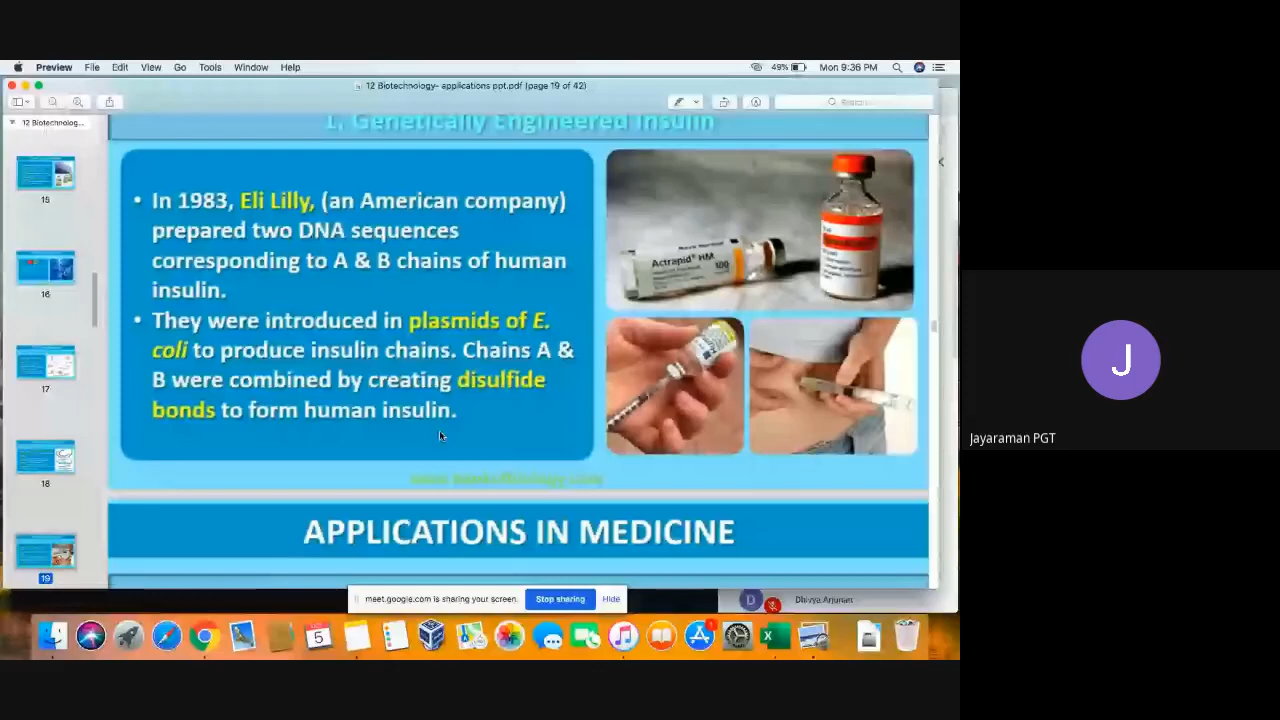 Preview File Edit View Go Tools Window Help
49% Mon 9:36 PM
12 Biotechnology- applications ppt.pdf (page 19 of 42)
Search
12 Biotechnolog...
1. Genetically Engineered Insulin
• In 1983, Eli Lilly, (an American company)
prepared two DNA sequences
corresponding to A & B chains of human
insulin.
• They were introduced in plasmids of E.
coli to produce insulin chains. Chains A &
B were combined by creating disulfide
bonds to form human insulin.
Actrapid® HM
100
15
16
17
18
19
APPLICATIONS IN MEDICINE
meet.google.com is sharing your screen.
Stop sharing
Hide
D
Dhivya Arjunan
5
J
Jayaraman PGT